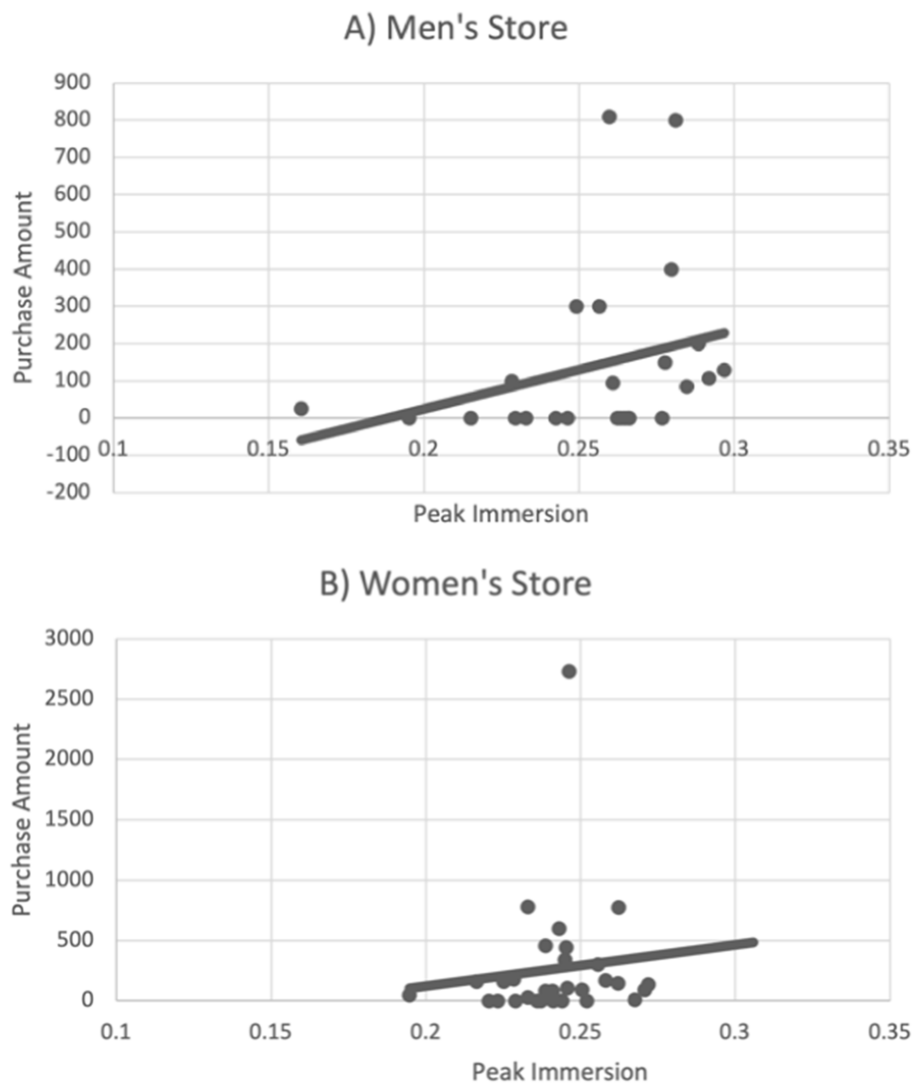 A) Men's Store
900
800
700
600
500
400
300
200
100
0
-100
-200
Purchase Amount
0.1 0.15 0.2 0.25 0.3 0.35
Peak Immersion
B) Women's Store
3000
2500
2000
1500
1000
500
0
Purchase Amount
0.1 0.15 0.2 0.25 0.3 0.35
Peak Immersion